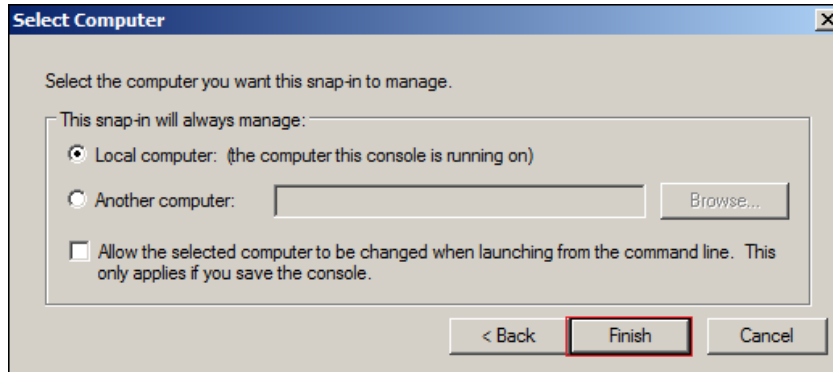 Select Computer
Select the computer you want this snap-in to manage.
This snap-in will always manage:
Local computer: (the computer this console is running on)
Another computer:
Browse...
Allow the selected computer to be changed when launching from the command line. This
only applies if you save the console.
< Back
Finish
Cancel